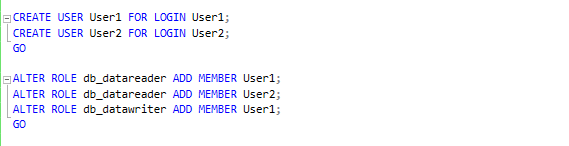 CREATE USER User1 FOR LOGIN User1;
CREATE USER User2 FOR LOGIN User2;
GO
ALTER ROLE db_datareader ADD MEMBER User1;
ALTER ROLE db_datareader ADD MEMBER User2;
ALTER ROLE db_datawriter ADD MEMBER User1;
GO